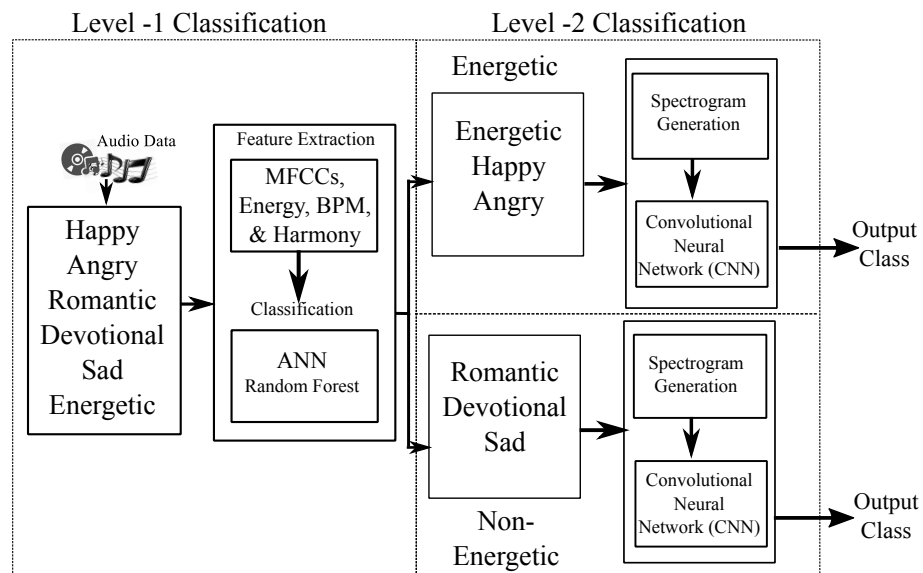 Level -1 Classification
Level -2 Classification
Audio Data
Happy
Angry
Romantic
Devotional
Sad
Energetic
Feature Extraction
MFCCs,
Energy, BPM,
& Harmony
Classification
ANN
Random Forest
Energetic
Energetic
Happy
Angry
Spectrogram
Generation
Convolutional
Neural
Network (CNN)
Output
Class
Romantic
Devotional
Sad
Non-
Energetic
Spectrogram
Generation
Convolutional
Neural
Network (CNN)
Output
Class